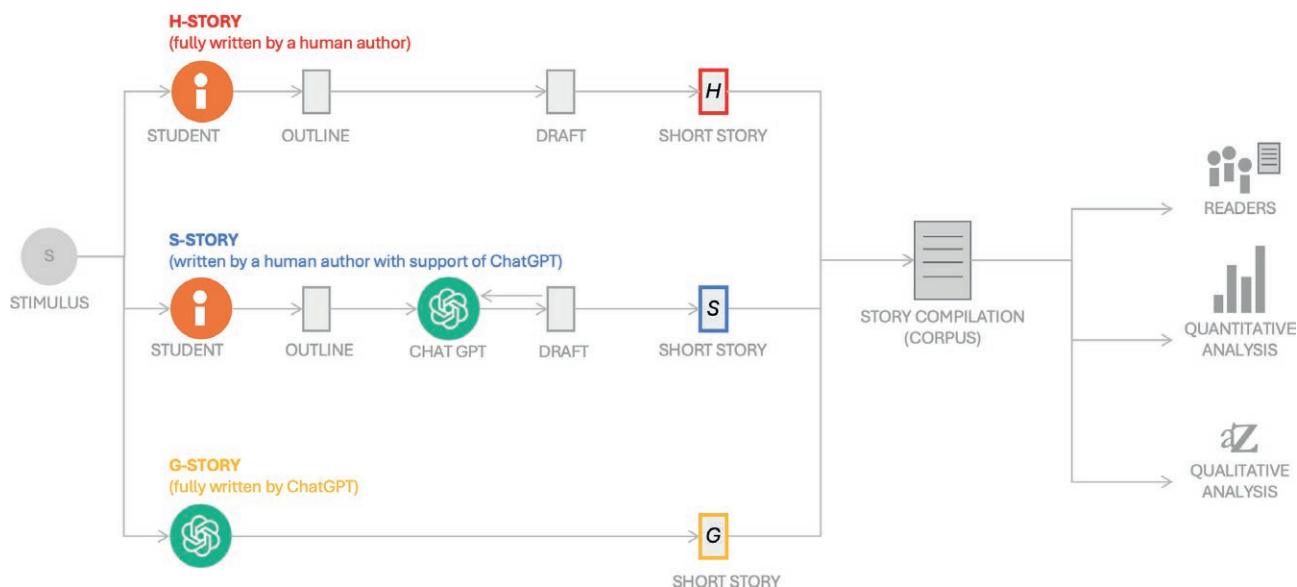 H-STORY
(fully written by a human author)
STUDENT
OUTLINE
DRAFT
H
SHORT STORY
S
STIMULUS
S-STORY
(written by a human author with support of ChatGPT)
STUDENT
OUTLINE
CHAT GPT
DRAFT
S
SHORT STORY
G-STORY
(fully written by ChatGPT)
G
SHORT STORY
STORY COMPILATION
(CORPUS)
READERS
QUANTITATIVE
ANALYSIS
aZ
QUALITATIVE
ANALYSIS